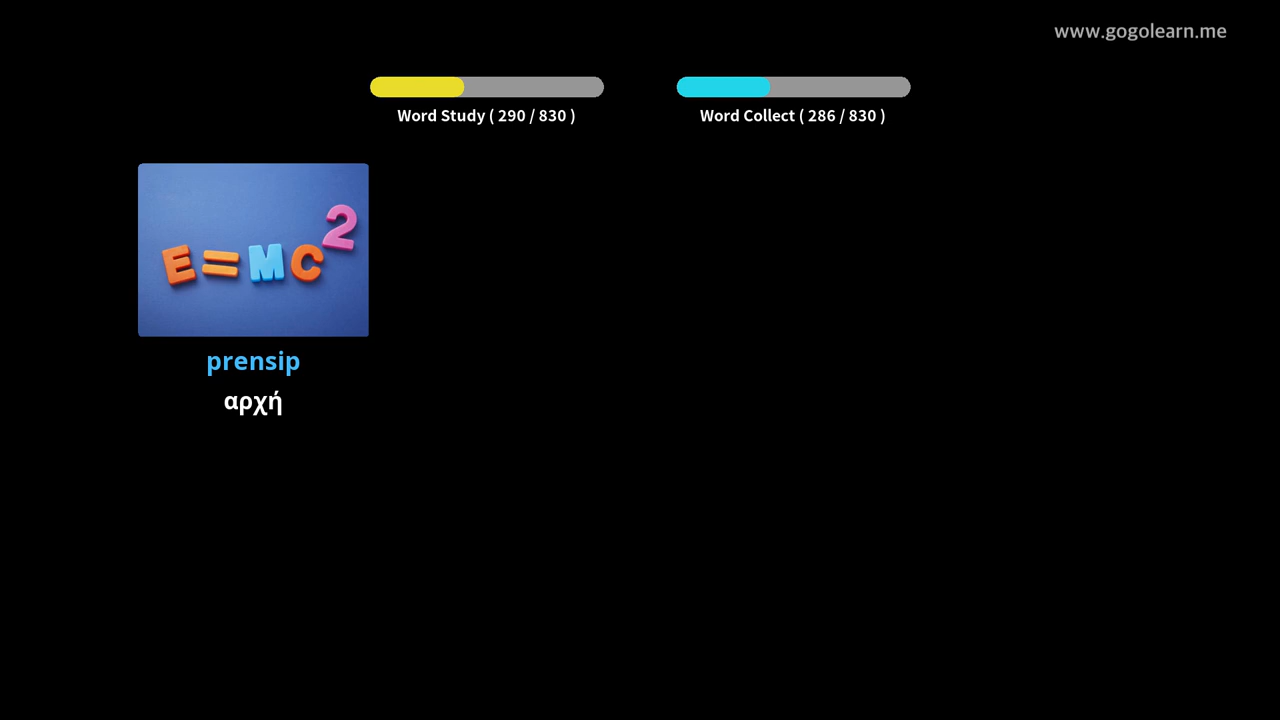 www.gogolearn.me
Word Study ( 290 / 830 )
Word Collect ( 286 / 830 )
E=MC2
prensip
αρχή